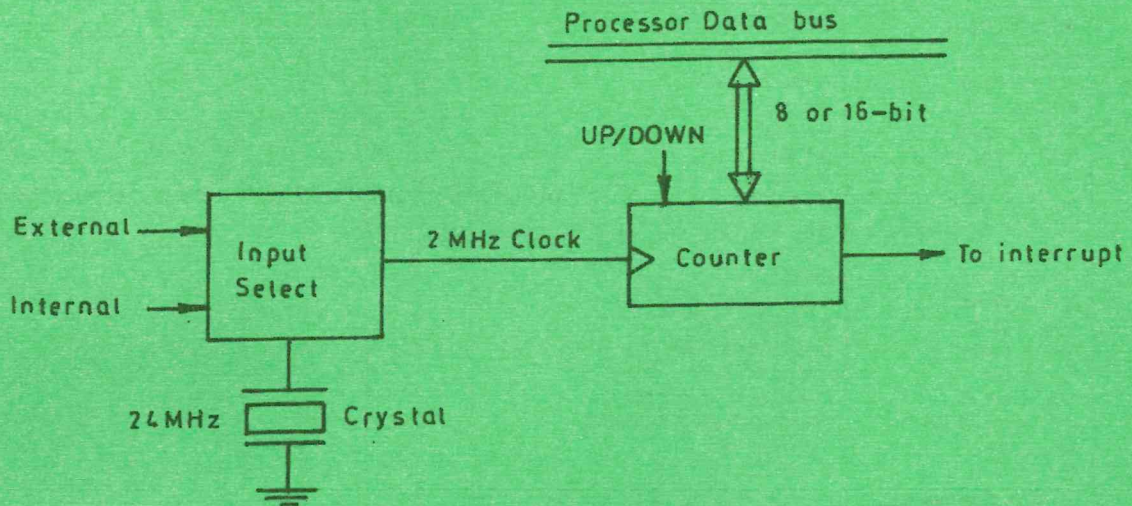 Processor Data bus
8 or 16-bit
UP/DOWN
External
Input
Select
2 MHz Clock
Counter
To interrupt
Internal
24MHz
Crystal